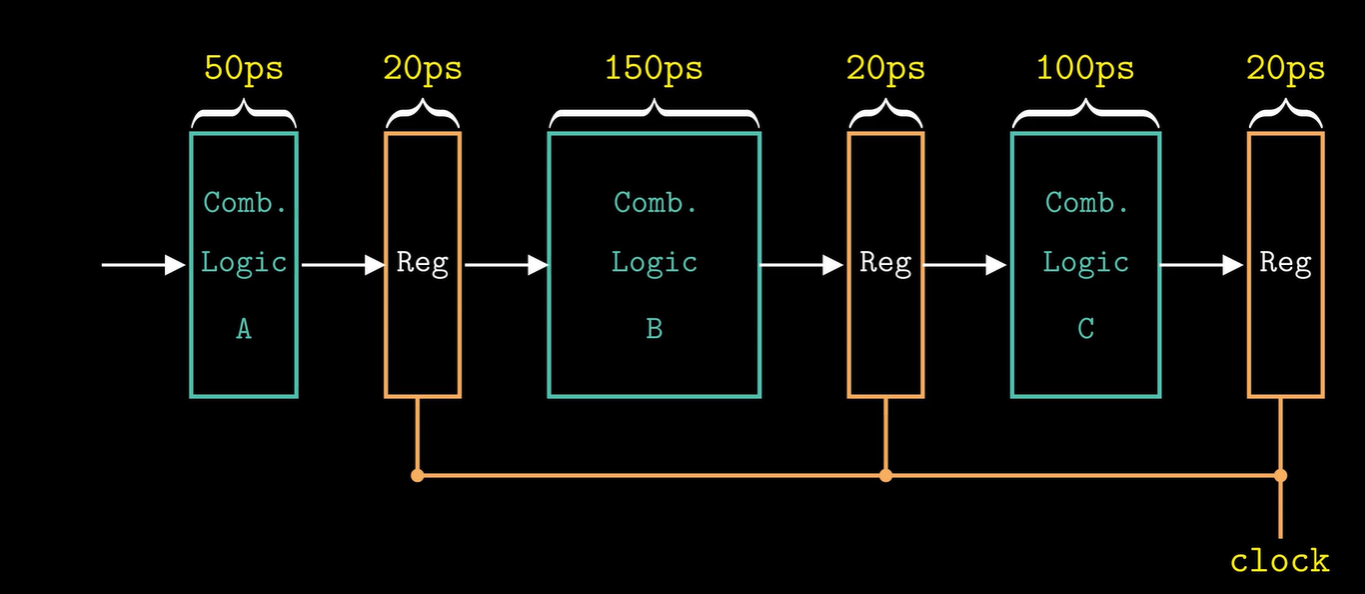 50ps
20ps
150ps
20ps
100ps
20ps
Comb.
Logic
A
Reg
Comb.
Logic
B
Reg
Comb.
Logic
C
Reg
clock